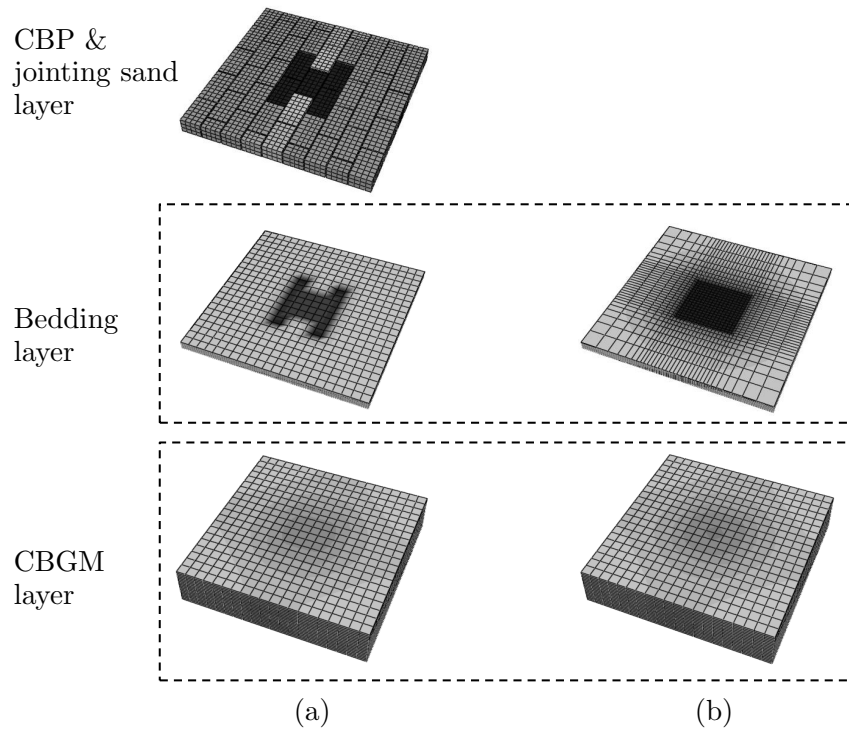 CBP &
jointing sand
layer
Bedding
layer
CBGM
layer
(a)
(b)